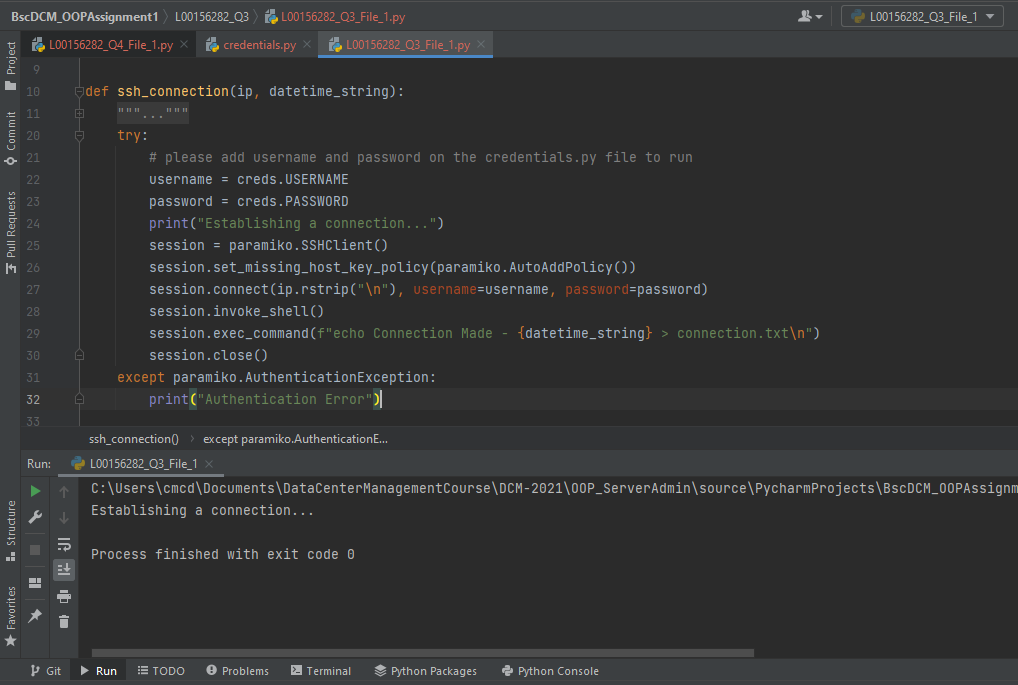 BscDCM_OOPAssignment1 L00156282_Q3 L00156282_Q3_File_1.py L00156282_Q3_File_1
L00156282_Q4_File_1.py credentials.py L00156282_Q3_File_1.py
Project
Commit
Pull Requests
Structure
Favorites
9
10 def ssh_connection(ip, datetime_string):
11 """..."""
20 try:
21 # please add username and password on the credentials.py file to run
22 username = creds.USERNAME
23 password = creds.PASSWORD
24 print("Establishing a connection...")
25 session = paramiko.SSHClient()
26 session.set_missing_host_key_policy(paramiko.AutoAddPolicy())
27 session.connect(ip.rstrip("\n"), username=username, password=password)
28 session.invoke_shell()
29 session.exec_command(f"echo Connection Made - {datetime_string} > connection.txt\n")
30 session.close()
31 except paramiko.AuthenticationException:
32 print("Authentication Error")
33
ssh_connection() except paramiko.AuthenticationE...
Run: L00156282_Q3_File_1
C:\Users\cmcd\Documents\DataCenterManagementCourse\DCM-2021\OOP_ServerAdmin\source\PycharmProjects\BscDCM_OOPAssignm
Establishing a connection...
Process finished with exit code 0
Git Run TODO Problems Terminal Python Packages Python Console